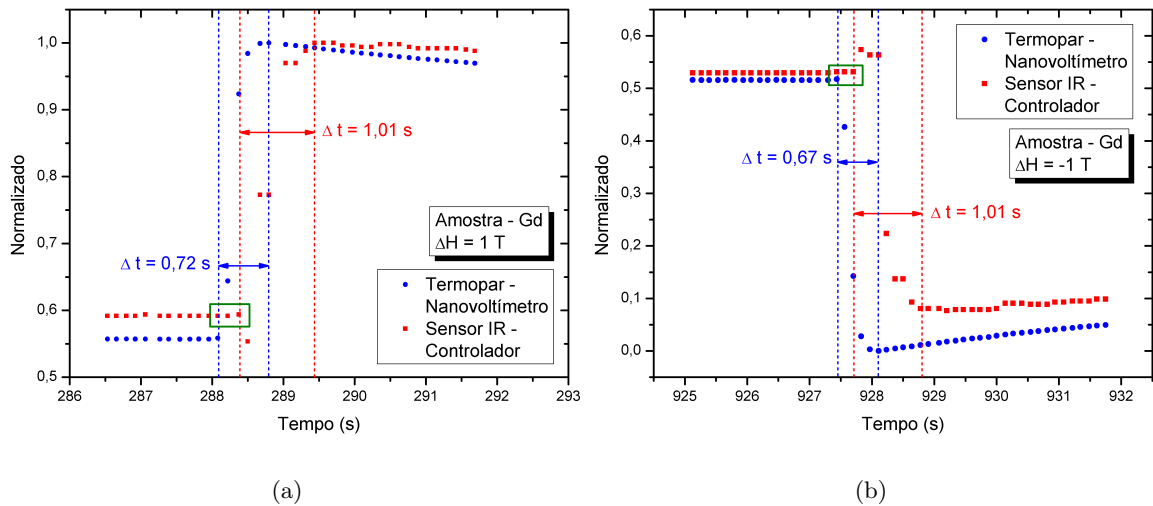 1,0
0,9
0,8
0,7
0,6
0,5
Normalizado
Δ t = 1,01 s
Δ t = 0,72 s
Amostra - Gd
ΔH = 1 T
Termopar -
Nanovoltímetro
Sensor IR -
Controlador
286 287 288 289 290 291 292 293
Tempo (s)
(a)
0,6
0,5
0,4
0,3
0,2
0,1
0,0
Normalizado
Termopar -
Nanovoltímetro
Sensor IR -
Controlador
Amostra - Gd
ΔH = -1 T
Δ t = 0,67 s
Δ t = 1,01 s
925 926 927 928 929 930 931 932
Tempo (s)
(b)